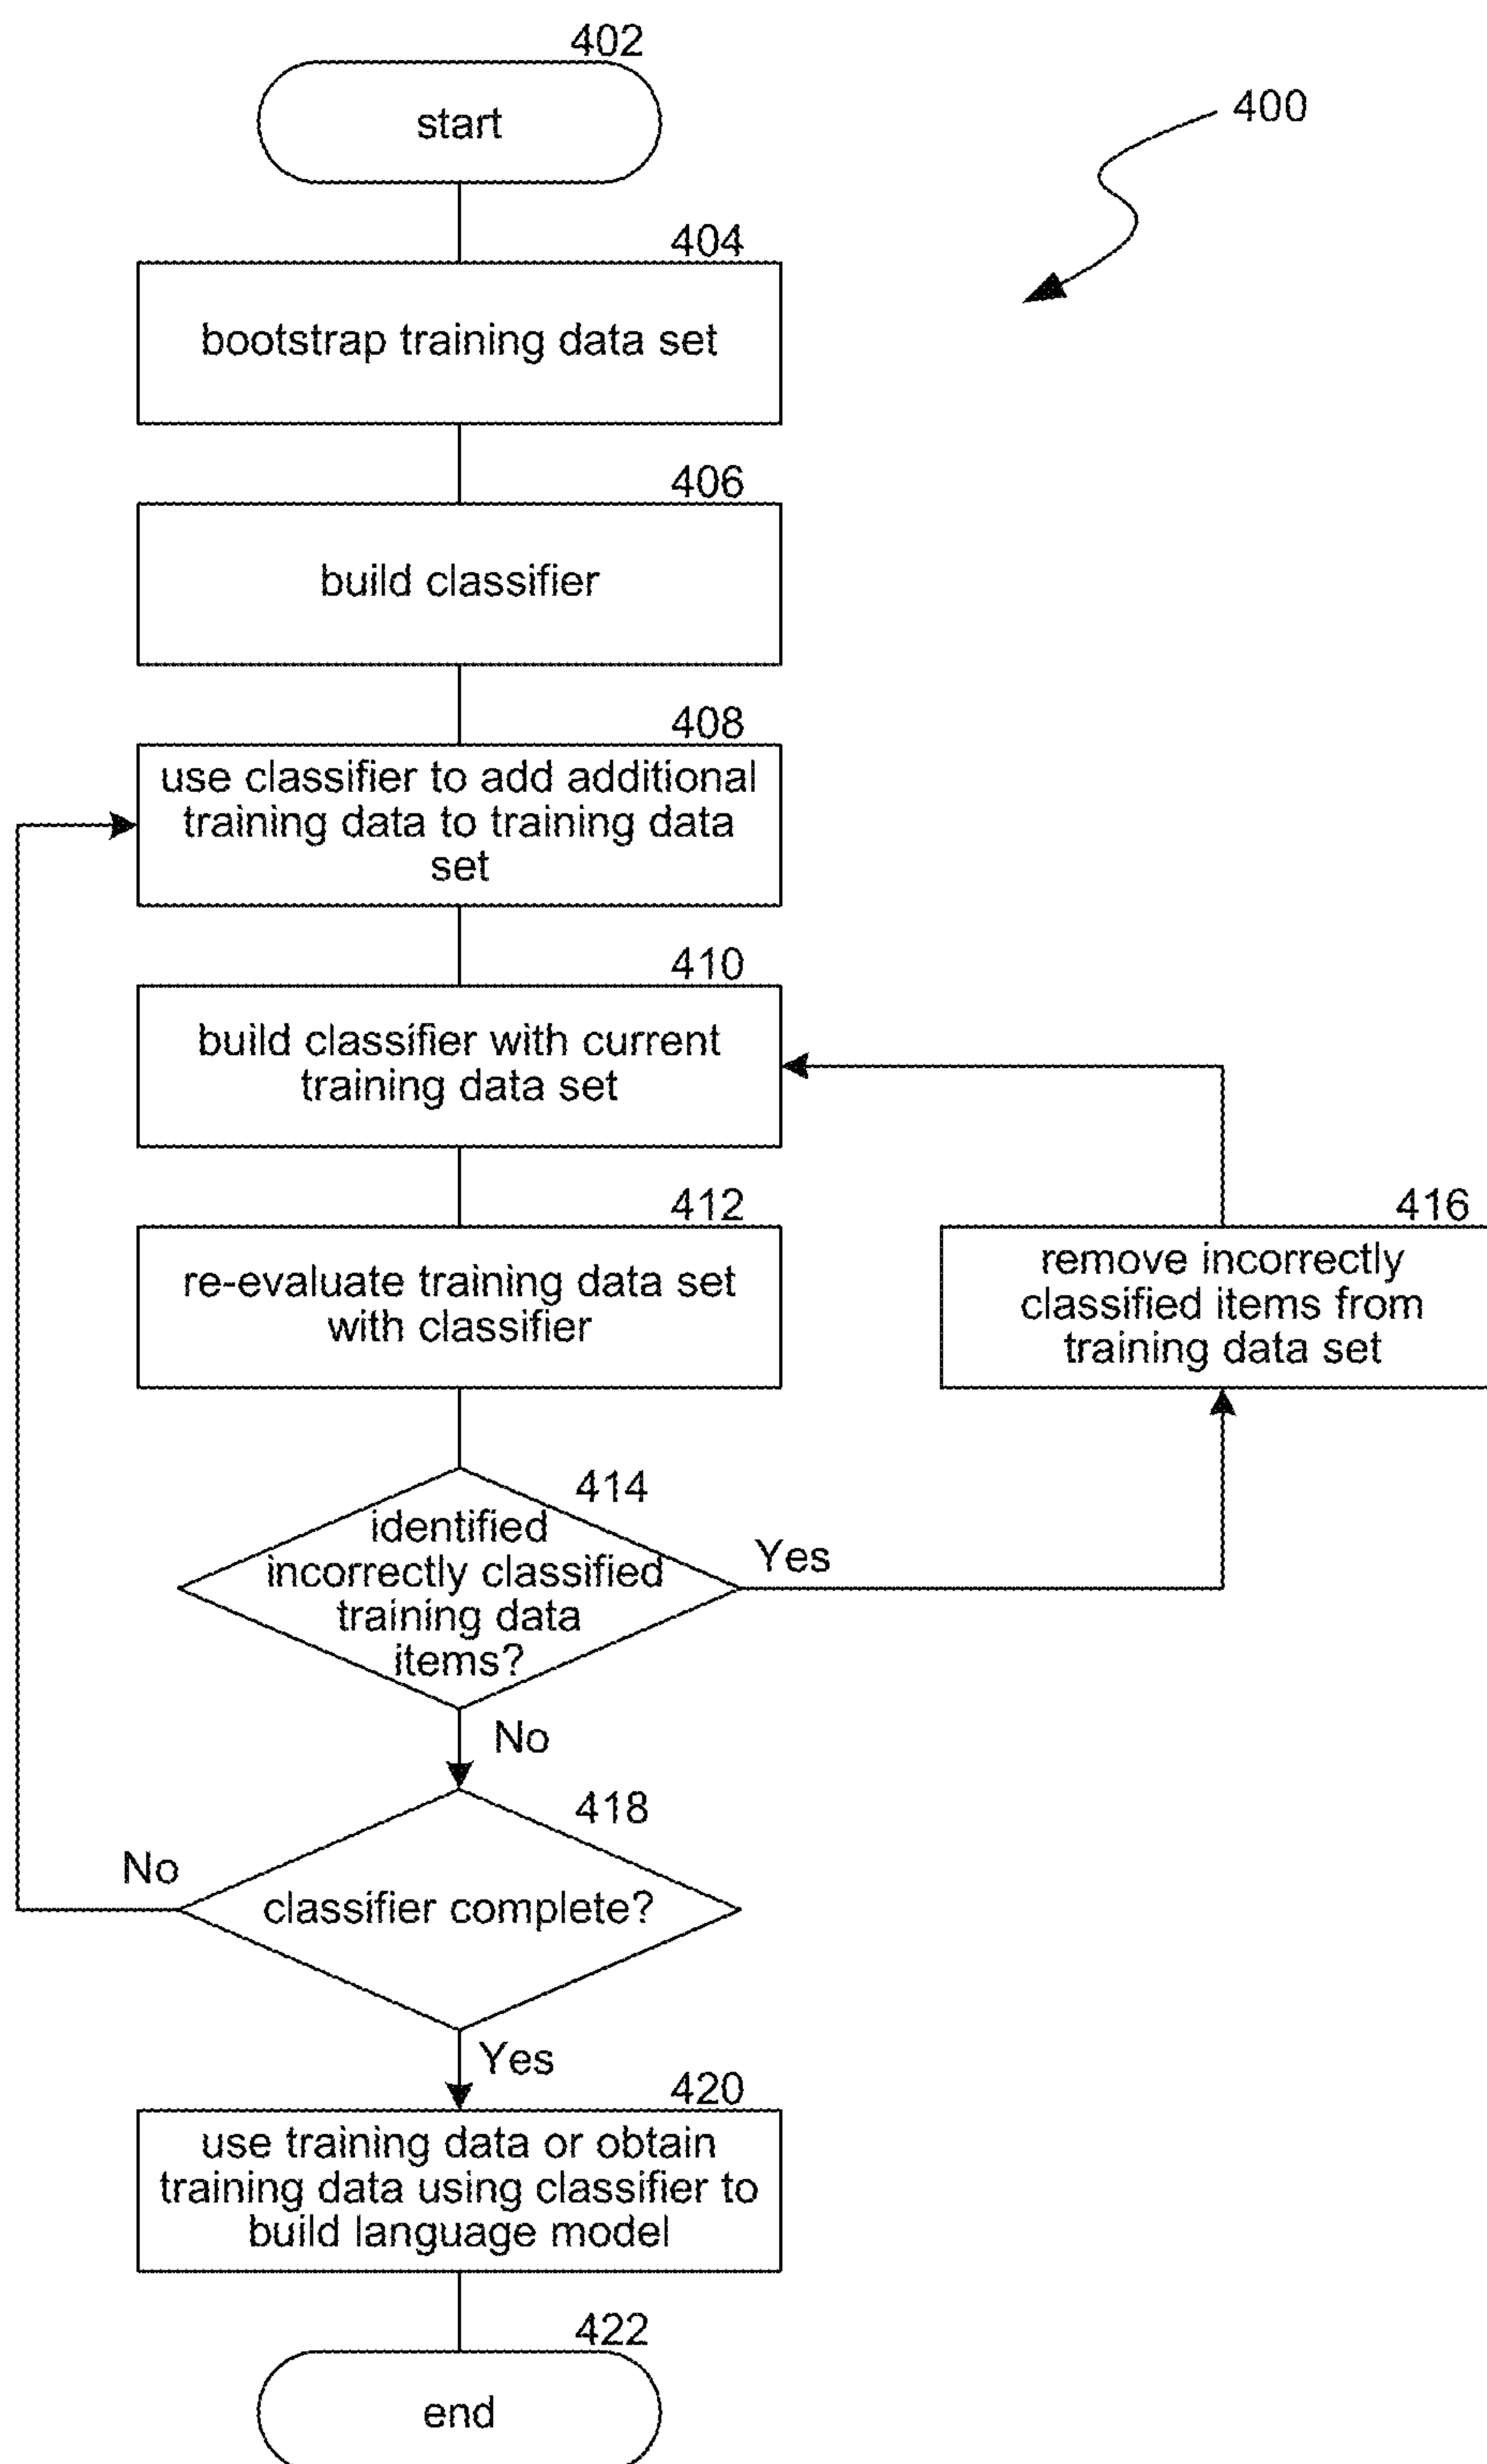 402
start
400
404
bootstrap training data set
406
build classifier
408
use classifier to add additional
training data to training data
set
410
build classifier with current
training data set
412
re-evaluate training data set
with classifier
416
remove incorrectly
classified items from
training data set
414
identified
incorrectly classified
training data
items?
Yes
No
418
classifier complete?
No
Yes
420
use training data or obtain
training data using classifier to
build language model
422
end